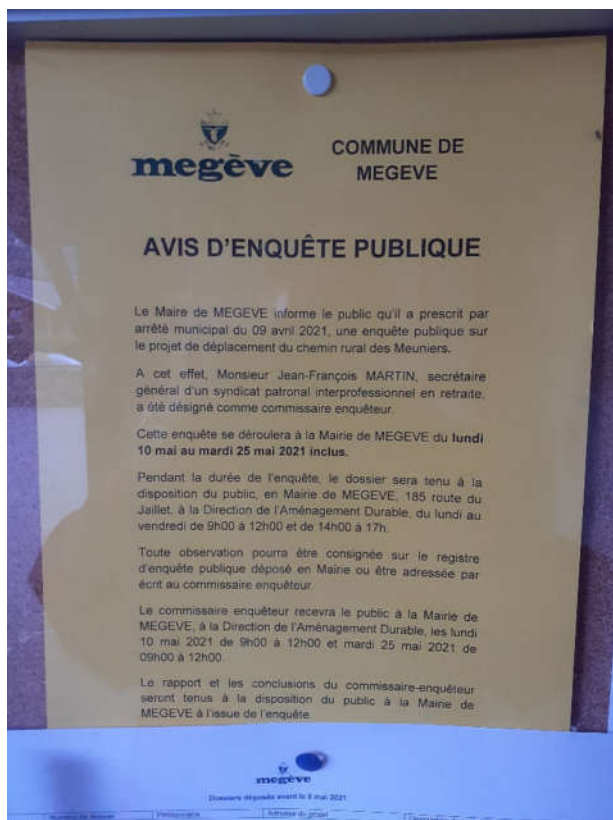 megève
COMMUNE DE
MEGEVE
AVIS D'ENQUÊTE PUBLIQUE
Le Maire de MEGEVE informe le public qu'il a prescrit par
arrêté municipal du 09 avril 2021, une enquête publique sur
le projet de déplacement du chemin rural des Meuniers.
A cet effet, Monsieur Jean-François MARTIN, secrétaire
général d'un syndicat patronal interprofessionnel en retraite,
a été désigné comme commissaire enquêteur.
Cette enquête se déroulera à la Mairie de MEGEVE du lundi
10 mai au mardi 25 mai 2021 inclus.
Pendant la durée de l'enquête, le dossier sera tenu à la
disposition du public, en Mairie de MEGEVE, 185 route du
Jaillet, à la Direction de l'Aménagement Durable, du lundi au
vendredi de 9h00 à 12h00 et de 14h00 à 17h.
Toute observation pourra être consignée sur le registre
d'enquête publique déposé en Mairie ou être adressée par
écrit au commissaire enquêteur.
Le commissaire enquêteur recevra le public à la Mairie de
MEGEVE, à la Direction de l'Aménagement Durable, les lundi
10 mai 2021 de 9h00 à 12h00 et mardi 25 mai 2021 de
09h00 à 12h00.
Le rapport et les conclusions du commissaire-enquêteur
seront tenus à la disposition du public à la Mairie de
MEGEVE à l'issue de l'enquête.
megève
Dossiers déposés avant le 8 mai 2021
Adresse du projet